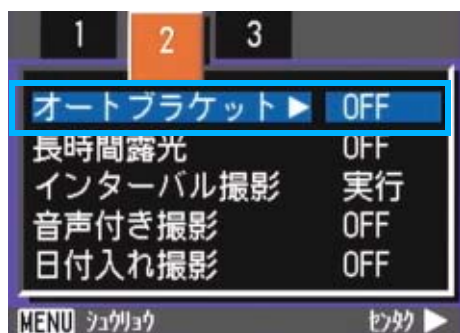 1 2 3
オートブラケット▶ OFF
長時間露光 OFF
インターバル撮影 実行
音声付き撮影 OFF
日付入れ撮影 OFF
MENU シュウリョウ センタク ▶